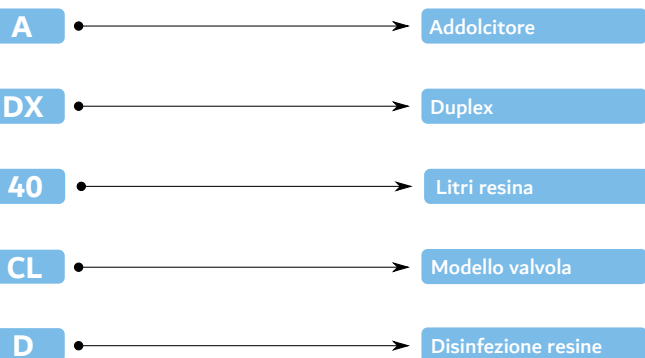 A Addolcitore
DX Duplex
40 Litri resina
CL Modello valvola
D Disinfezione resine